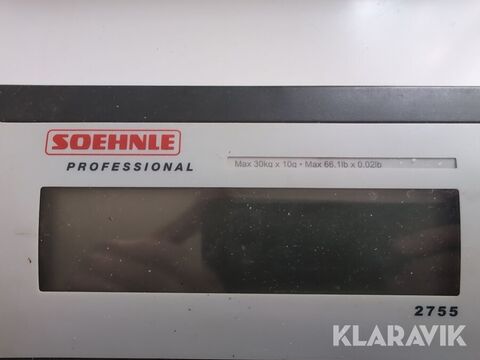 SOEHNLE
PROFESSIONAL
Max 30kg x 10g • Max 66.1lb x 0.02lb
2755
KLARAVIK